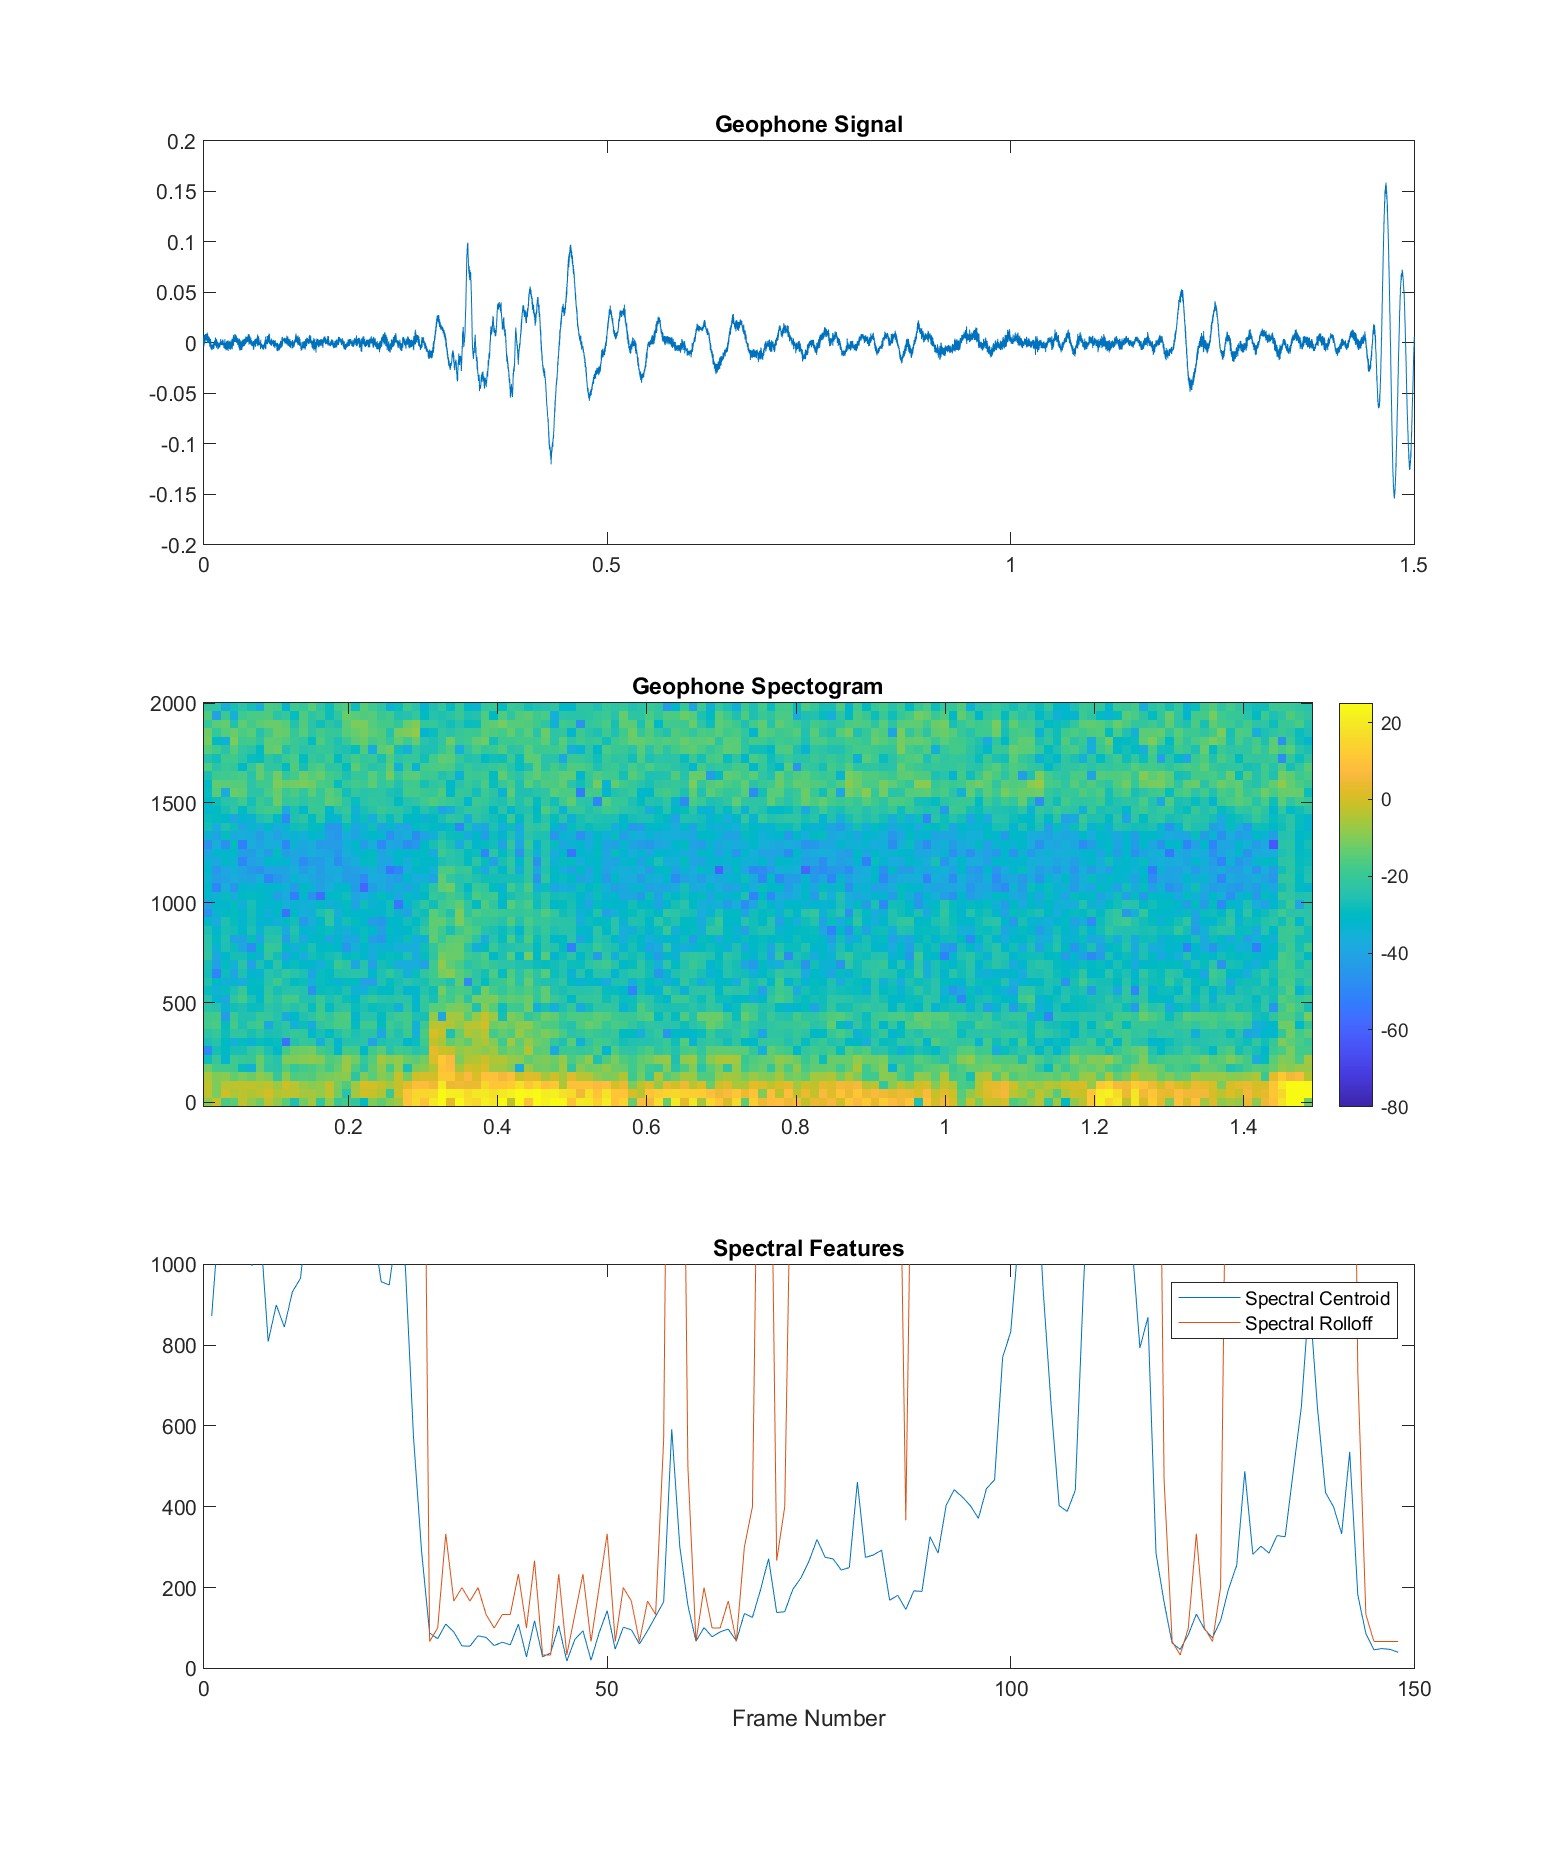 Geophone Signal
0.2
0.15
0.1
0.05
0
-0.05
-0.1
-0.15
-0.2
0 0.5 1 1.5
Geophone Spectogram
2000
1500
1000
500
0
0.2 0.4 0.6 0.8 1 1.2 1.4
20
0
-20
-40
-60
-80
Spectral Features
1000
800
600
400
200
0
Spectral Centroid
Spectral Rolloff
0 50 100 150
Frame Number